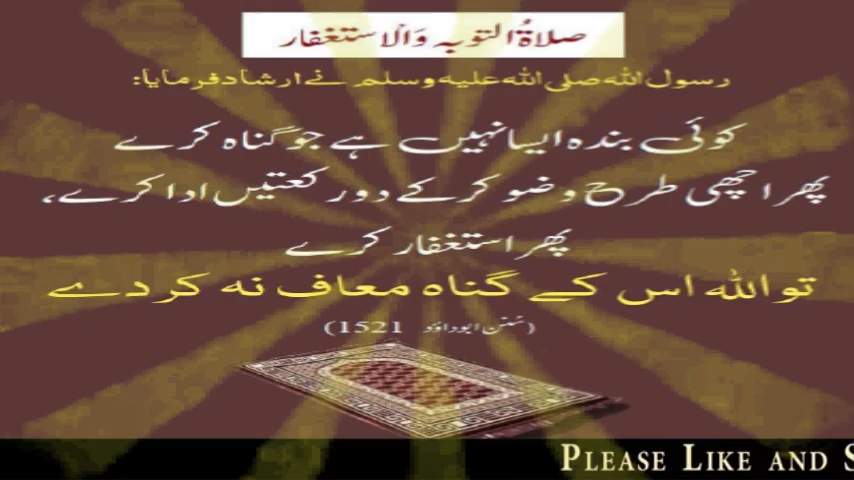 صلاۃُ التوبہ وَالاستغفار
رسول اللہ صلی اللہ علیہ وسلم نے ارشاد فرمایا:
کوئی بندہ ایسا نہیں ہے جو گناہ کرے
پھر اچھی طرح وضو کر کے دو رکعتیں ادا کرے،
پھر استغفار کرے
تو اللہ اس کے گناہ معاف نہ کر دے
(سُنن ابوداؤد 1521)
PLEASE LIKE AND S